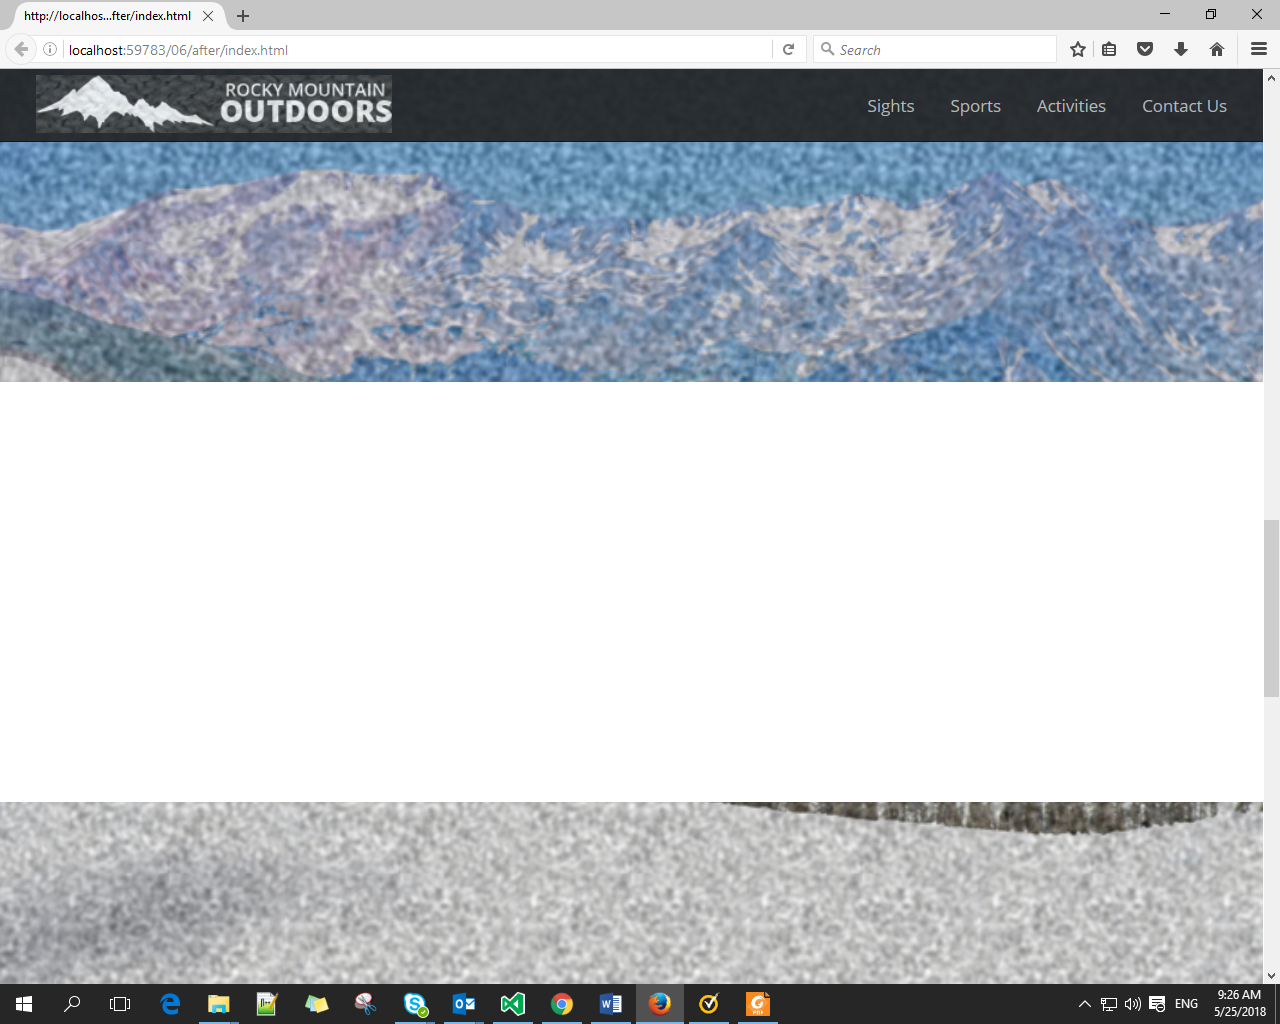 http://localhos...fter/index.html
localhost:59783/06/after/index.html
Search
ROCKY MOUNTAIN
OUTDOORS
Sights Sports Activities Contact Us
ENG
9:26 AM
5/25/2018